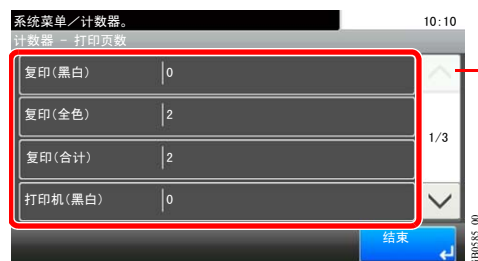 系统菜单／计数器。 10:10
计数器 - 打印页数
复印(黑白) 0
复印(全色) 2
1/3
复印(合计) 2
打印机(黑白) 0
结束